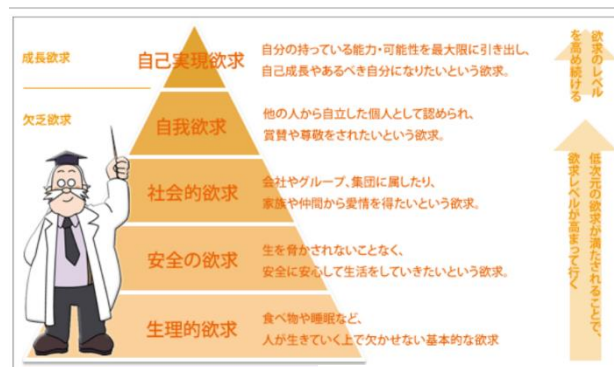 成長欲求
自己実現欲求
自分の持っている能力・可能性を最大限に引き出し、
自己成長やあるべき自分になりたいという欲求。
欲求のレベル
を高め続ける
欠乏欲求
自我欲求
他の人から自立した個人として認められ、
賞賛や尊敬をされたいという欲求。
社会的欲求
会社やグループ、集団に属したり、
家族や仲間から愛情を得たいという欲求。
安全の欲求
生を脅かされないことなく、
安全に安心して生活をしていきたいという欲求。
生理的欲求
食べ物や睡眠など、
人が生きていく上で欠かせない基本的な欲求
低次元の欲求が満たされることで、
欲求レベルが高まって行く